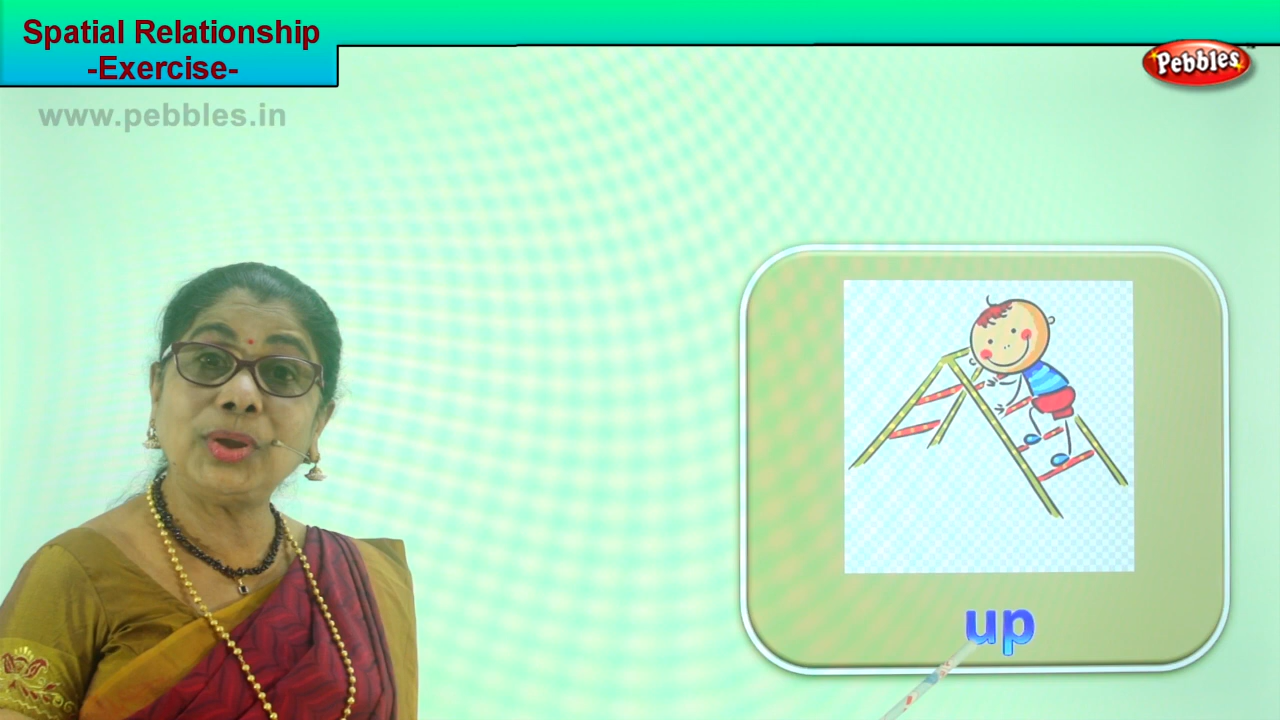 Spatial Relationship
-Exercise-
Pebbles
www.pebbles.in
up